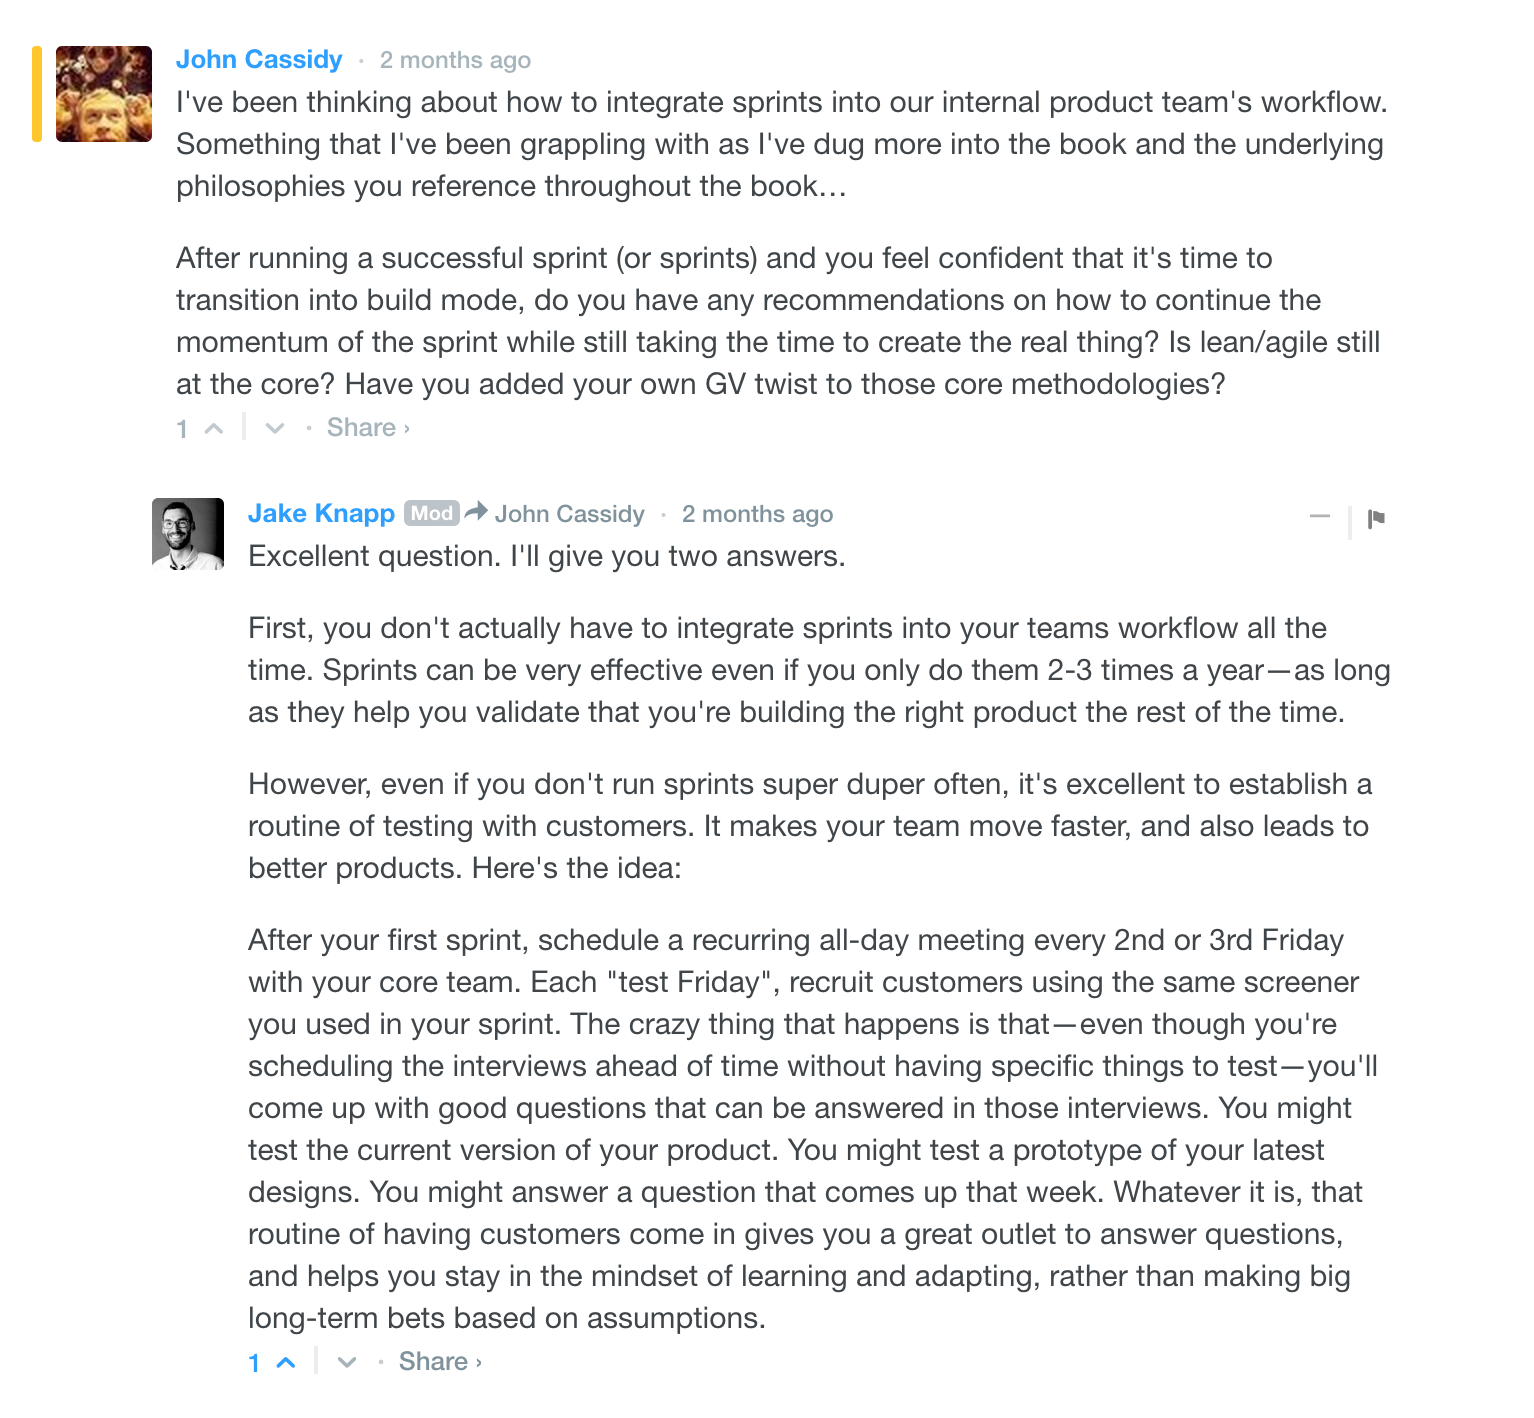 John Cassidy · 2 months ago
I've been thinking about how to integrate sprints into our internal product team's workflow.
Something that I've been grappling with as I've dug more into the book and the underlying
philosophies you reference throughout the book…
After running a successful sprint (or sprints) and you feel confident that it's time to
transition into build mode, do you have any recommendations on how to continue the
momentum of the sprint while still taking the time to create the real thing? Is lean/agile still
at the core? Have you added your own GV twist to those core methodologies?
1 · Share ›
Jake Knapp Mod John Cassidy · 2 months ago
Excellent question. I'll give you two answers.
First, you don't actually have to integrate sprints into your teams workflow all the
time. Sprints can be very effective even if you only do them 2-3 times a year—as long
as they help you validate that you're building the right product the rest of the time.
However, even if you don't run sprints super duper often, it's excellent to establish a
routine of testing with customers. It makes your team move faster, and also leads to
better products. Here's the idea:
After your first sprint, schedule a recurring all-day meeting every 2nd or 3rd Friday
with your core team. Each "test Friday", recruit customers using the same screener
you used in your sprint. The crazy thing that happens is that—even though you're
scheduling the interviews ahead of time without having specific things to test—you'll
come up with good questions that can be answered in those interviews. You might
test the current version of your product. You might test a prototype of your latest
designs. You might answer a question that comes up that week. Whatever it is, that
routine of having customers come in gives you a great outlet to answer questions,
and helps you stay in the mindset of learning and adapting, rather than making big
long-term bets based on assumptions.
1 · Share ›